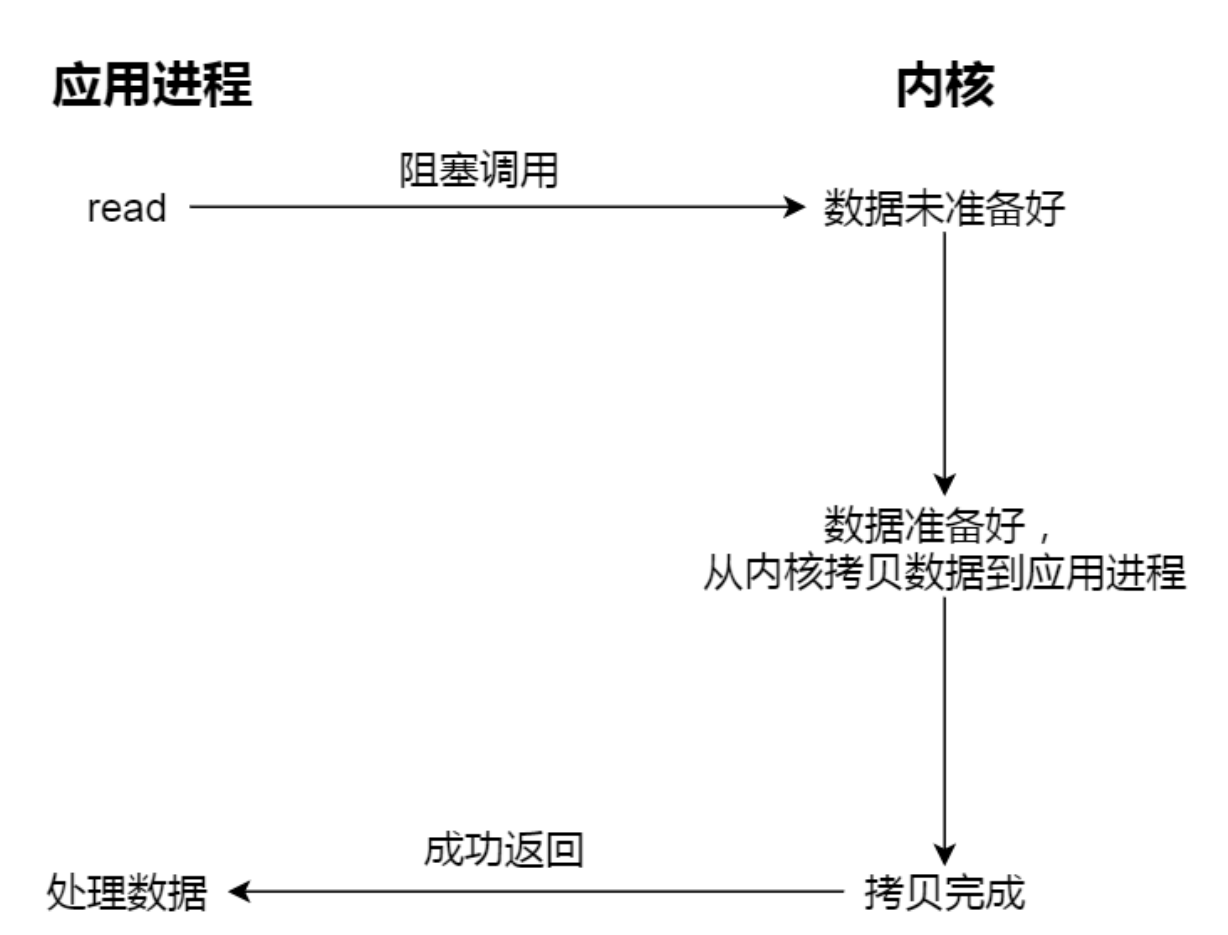 应用进程
内核
阻塞调用
read
数据未准备好
数据准备好，
从内核拷贝数据到应用进程
成功返回
处理数据
拷贝完成